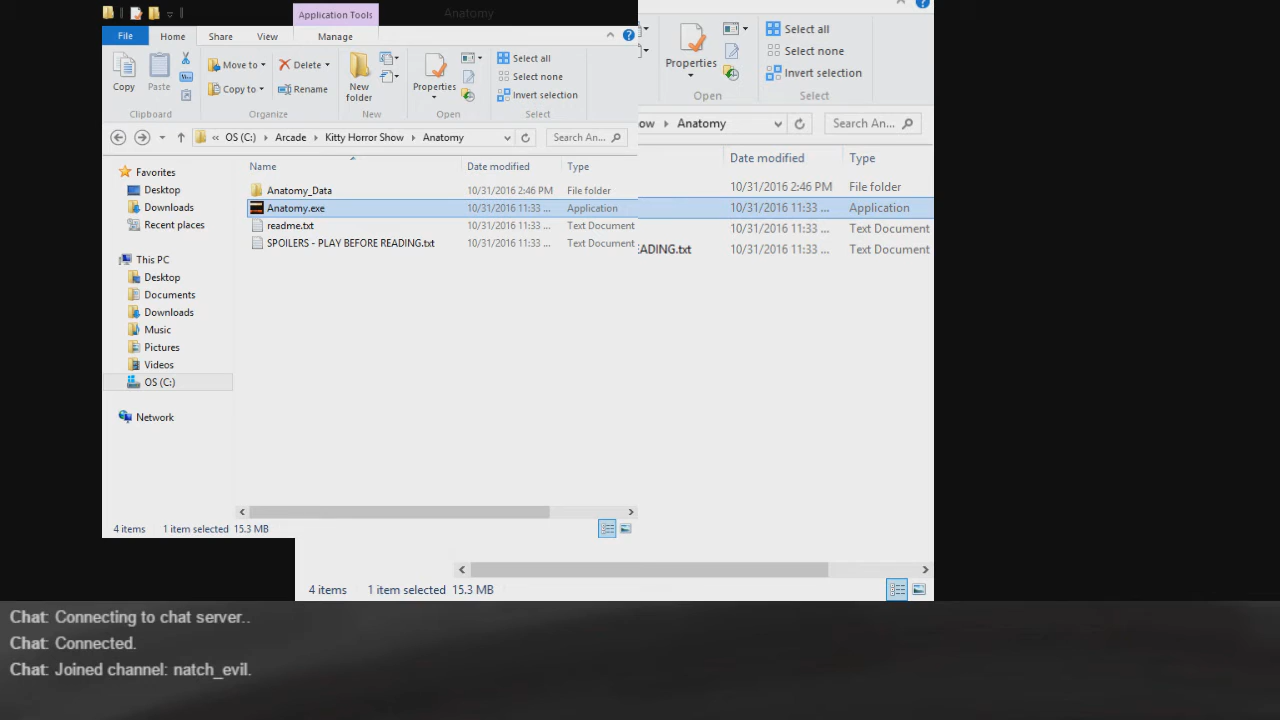 Application Tools
Anatomy
File Home Share View Manage
Copy Paste Move to Copy to Delete Rename New folder Properties Select all Select none Invert selection
Clipboard Organize New Open Select
« OS (C:) Arcade Kitty Horror Show Anatomy Search An...
Name Date modified Type
Anatomy_Data 10/31/2016 2:46 PM File folder
Anatomy.exe 10/31/2016 11:33 ... Application
readme.txt 10/31/2016 11:33 ... Text Document
SPOILERS - PLAY BEFORE READING.txt 10/31/2016 11:33 ... Text Document
Favorites
Desktop
Downloads
Recent places
This PC
Desktop
Documents
Downloads
Music
Pictures
Videos
OS (C:)
Network
4 items 1 item selected 15.3 MB
Properties
Select all
Select none
Invert selection
Open Select
ow Anatomy Search An...
Date modified Type
10/31/2016 2:46 PM File folder
10/31/2016 11:33 ... Application
10/31/2016 11:33 ... Text Document
EADING.txt 10/31/2016 11:33 ... Text Document
4 items 1 item selected 15.3 MB
Chat: Connecting to chat server..
Chat: Connected.
Chat: Joined channel: natch_evil.